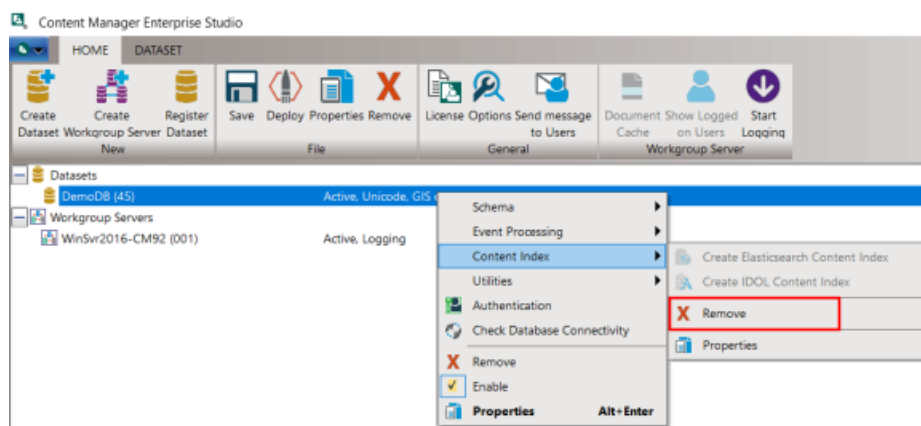 Content Manager Enterprise Studio
HOME DATASET
Create Create Register Save Deploy Properties Remove License Options Send message Document Show Logged Start
Dataset Workgroup Server Dataset to Users Cache on Users Logging
New File General Workgroup Server
Datasets
DemoDB (45) Active, Unicode, GIS
Workgroup Servers
WinSvr2016-CM92 (001) Active, Logging
Schema
Event Processing
Content Index
Utilities
Authentication
Check Database Connectivity
Remove
Enable
Properties Alt+Enter
Create Elasticsearch Content Index
Create IDOL Content Index
Remove
Properties